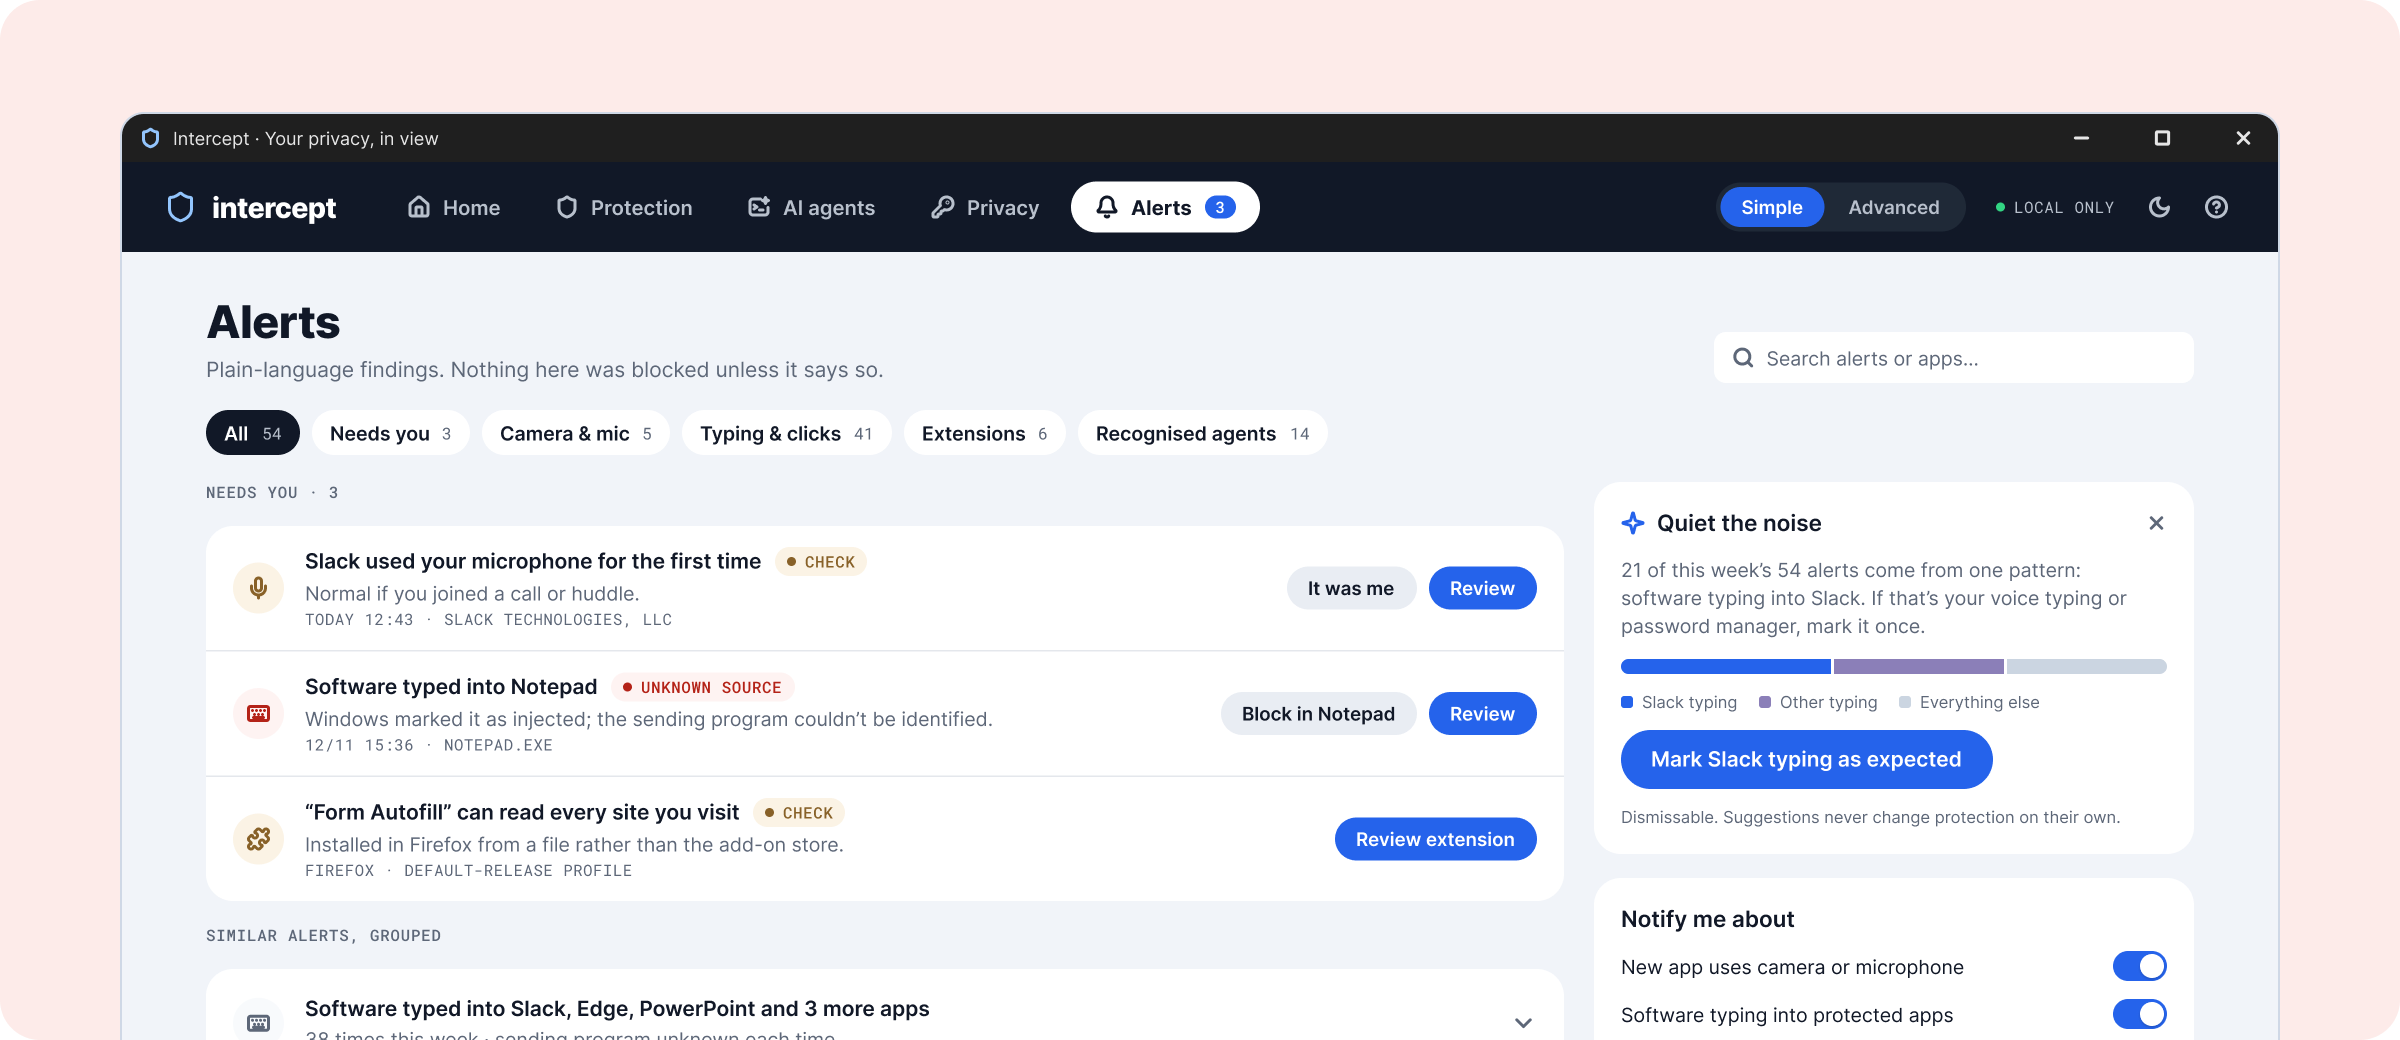 Intercept · Your privacy, in view
intercept
Home
Protection
AI agents
Privacy
Alerts 3
Simple
Advanced
LOCAL ONLY
Alerts
Plain-language findings. Nothing here was blocked unless it says so.
Search alerts or apps...
All 54
Needs you 3
Camera & mic 5
Typing & clicks 41
Extensions 6
Recognised agents 14
NEEDS YOU · 3
Slack used your microphone for the first time
CHECK
Normal if you joined a call or huddle.
TODAY 12:43 · SLACK TECHNOLOGIES, LLC
It was me
Review
Software typed into Notepad
UNKNOWN SOURCE
Windows marked it as injected; the sending program couldn’t be identified.
12/11 15:36 · NOTEPAD.EXE
Block in Notepad
Review
“Form Autofill” can read every site you visit
CHECK
Installed in Firefox from a file rather than the add-on store.
FIREFOX · DEFAULT-RELEASE PROFILE
Review extension
SIMILAR ALERTS, GROUPED
Software typed into Slack, Edge, PowerPoint and 3 more apps
38 times this week · sending program unknown each time
Quiet the noise
21 of this week’s 54 alerts come from one pattern:
software typing into Slack. If that’s your voice typing or
password manager, mark it once.
Slack typing
Other typing
Everything else
Mark Slack typing as expected
Dismissable. Suggestions never change protection on their own.
Notify me about
New app uses camera or microphone
Software typing into protected apps